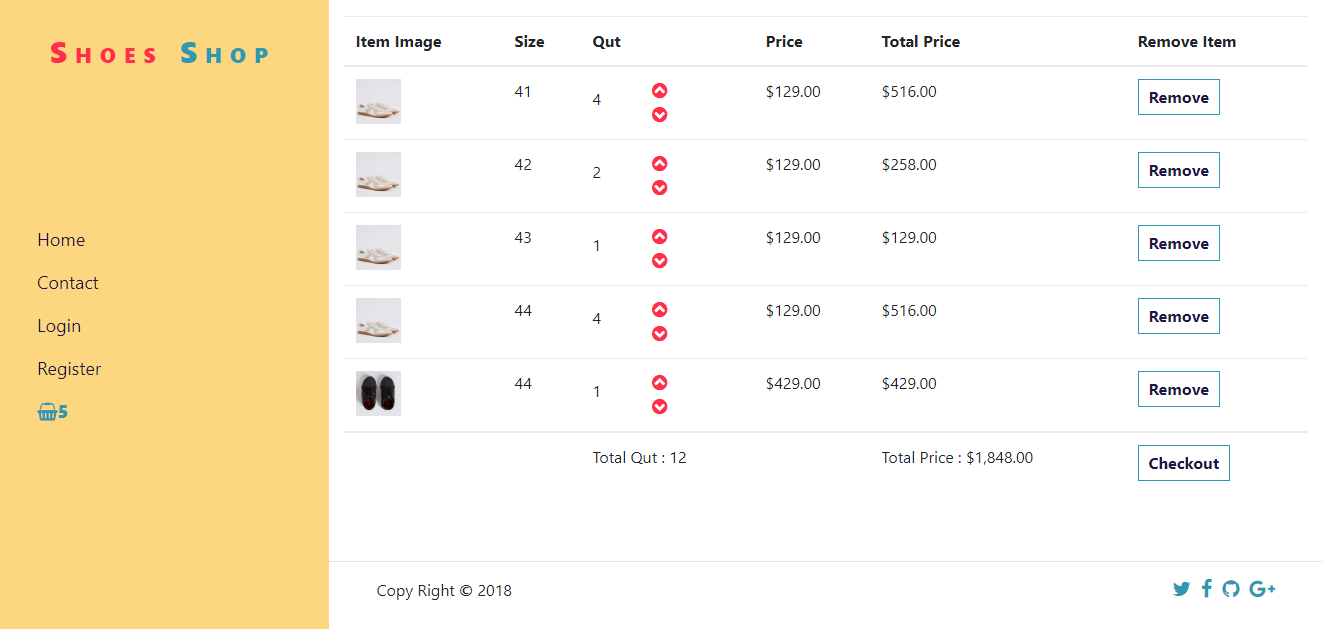 Shoes Shop
Home
Contact
Login
Register
5
Item Image Size Qut Price Total Price Remove Item
41 4 $129.00 $516.00 Remove
42 2 $129.00 $258.00 Remove
43 1 $129.00 $129.00 Remove
44 4 $129.00 $516.00 Remove
44 1 $429.00 $429.00 Remove
Total Qut : 12 Total Price : $1,848.00 Checkout
Copy Right © 2018